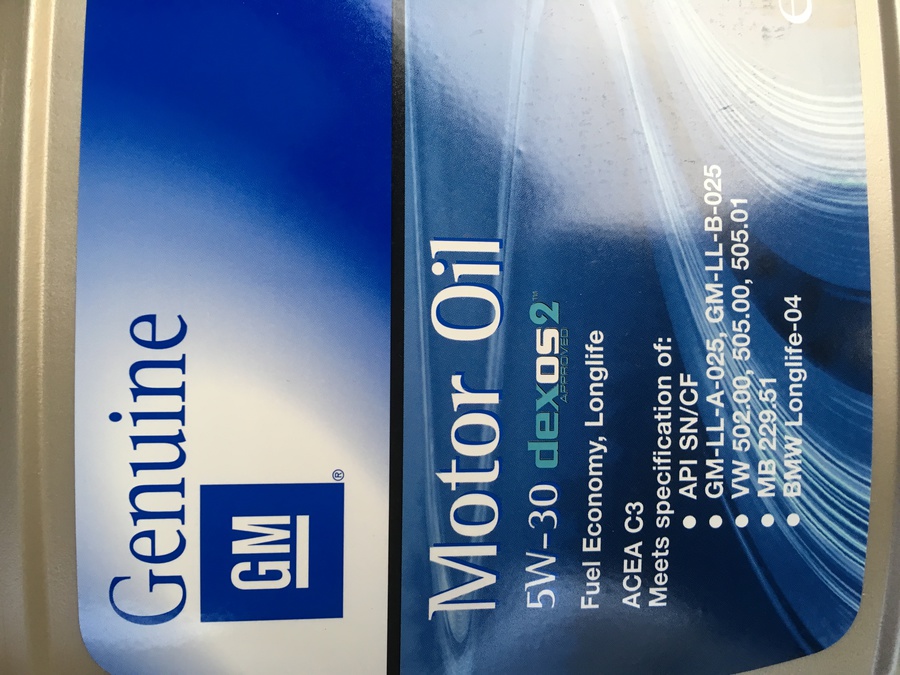 Genuine
GM®
Motor Oil
5W-30 dexos2™
APPROVED
Fuel Economy, Longlife
ACEA C3
Meets specification of:
• API SN/CF
• GM-LL-A-025, GM-LL-B-025
• VW 502.00, 505.00, 505.01
• MB 229.51
• BMW Longlife-04